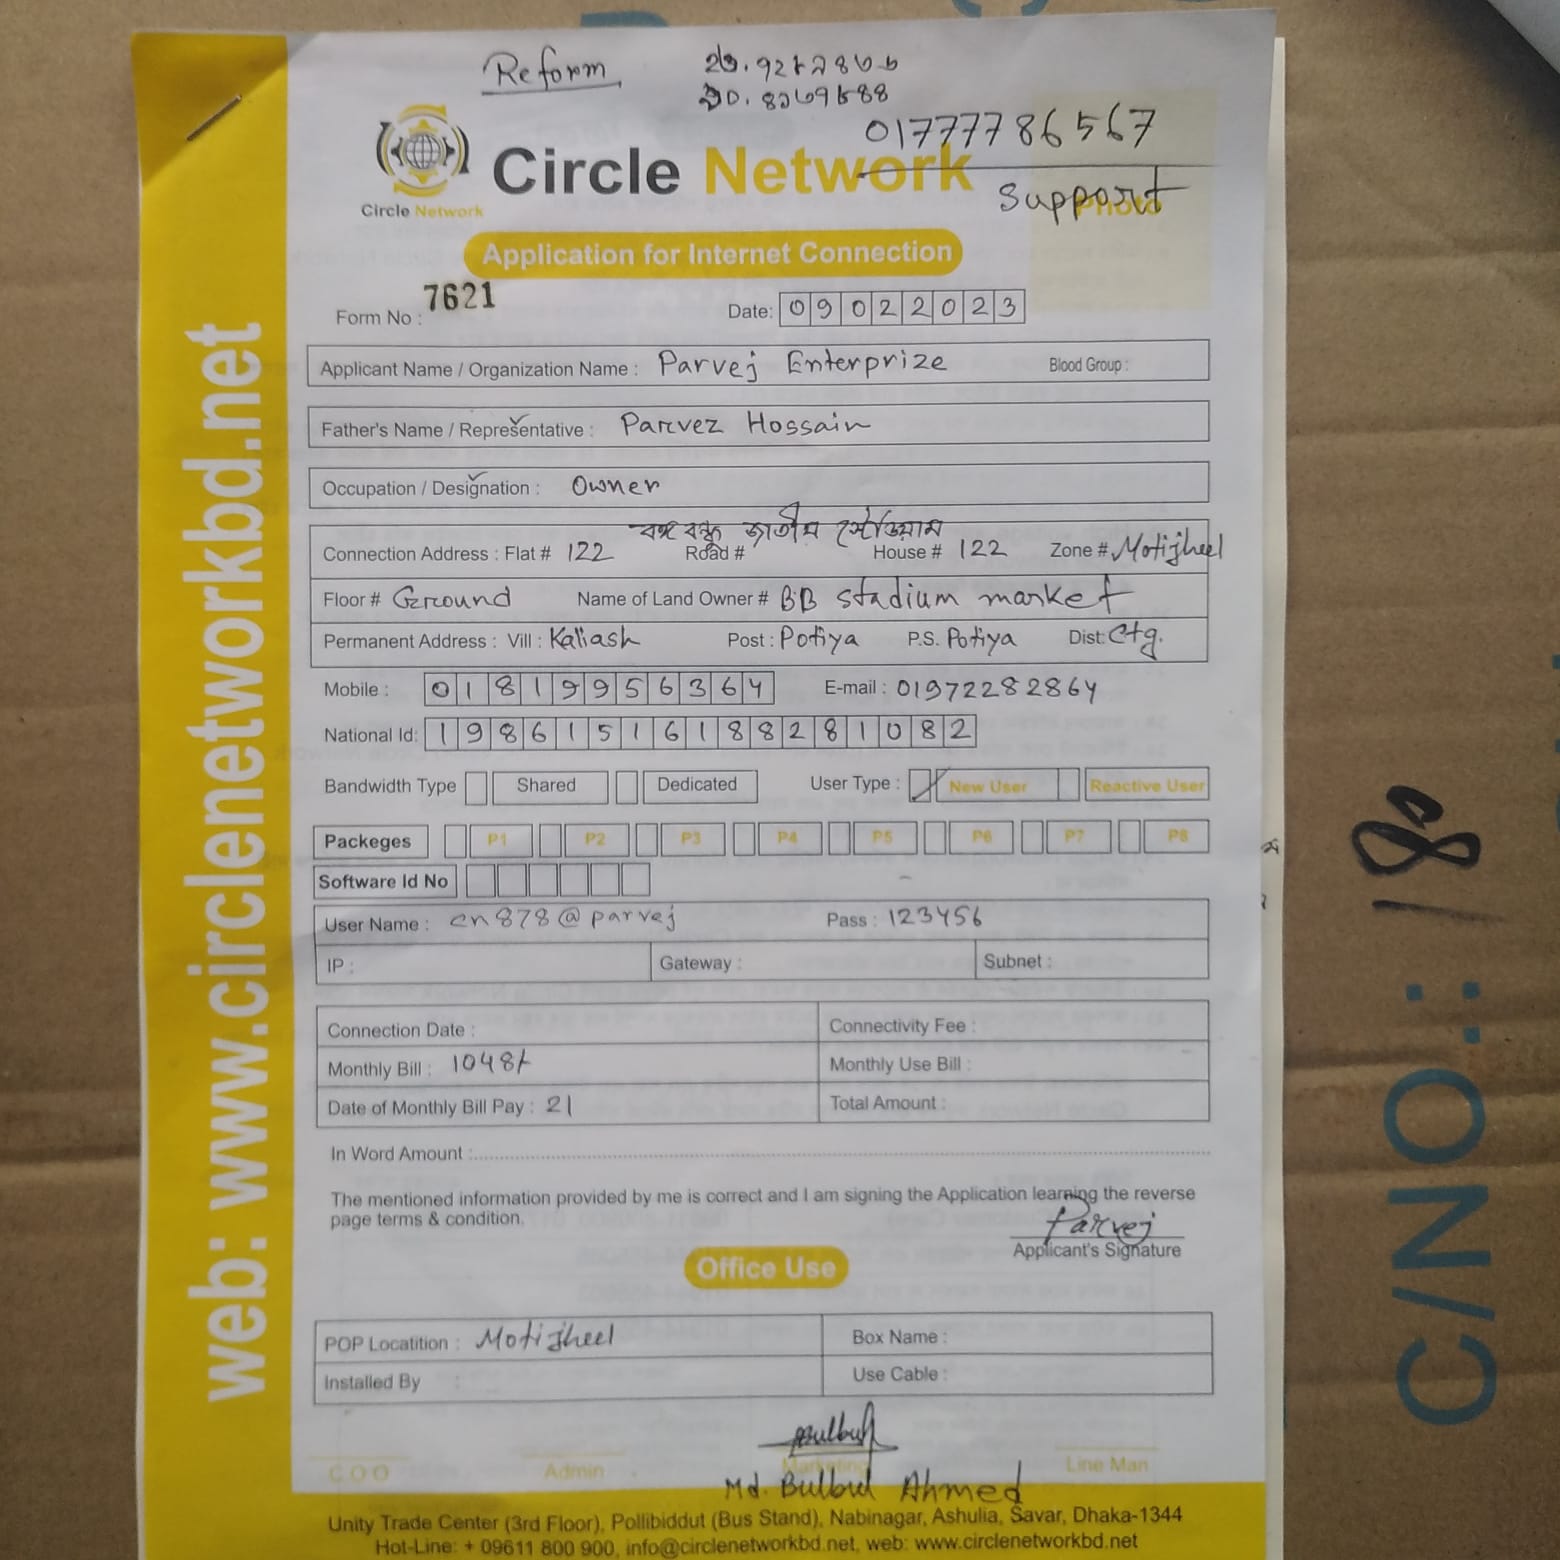 Reform
01777786567
Support
Circle Network
Circle Network
Photo
Application for Internet Connection
Form No : 7621 Date: 09022023
Applicant Name / Organization Name : Parvej Enterprize Blood Group :
Father's Name / Representative : Parvez Hossain
Occupation / Designation : Owner
বঙ্গবন্ধু জাতীয় স্টেডিয়াম
Connection Address : Flat # 122 Road # House # 122 Zone # Motijheel
Floor # Ground Name of Land Owner # BB stadium market
Permanent Address : Vill : Kaliash Post : Potiya P.S. Potiya Dist: Ctg.
Mobile : 01819956364 E-mail : 01972282864
National Id: 19861516188281082
Bandwidth Type Shared Dedicated User Type : New User Reactive User
Packeges P1 P2 P3 P4 P5 P6 P7 P8
Software Id No
User Name : cn878@parvej Pass : 123456
IP : Gateway : Subnet :
Connection Date : Connectivity Fee :
Monthly Bill : 1048/- Monthly Use Bill :
Date of Monthly Bill Pay : 21 Total Amount :
In Word Amount :
The mentioned information provided by me is correct and I am signing the Application learning the reverse
page terms & condition.
Parvej
Applicant's Signature
Office Use
POP Locatition : Motijheel Box Name :
Installed By : Use Cable :
Bulbul
C O O Admin Marketing Line Man
Md. Bulbul Ahmed
Unity Trade Center (3rd Floor), Pollibiddut (Bus Stand), Nabinagar, Ashulia, Savar, Dhaka-1344
Hot-Line: + 09611 800 900, info@circlenetworkbd.net, web: www.circlenetworkbd.net
web: www.circlenetworkbd.net
C/NO.: 18